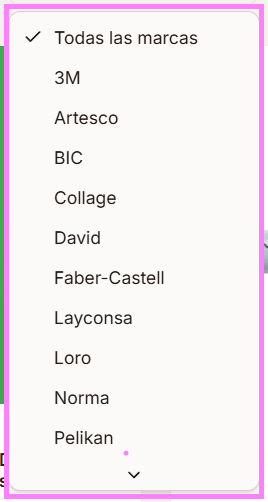 Todas las marcas
3M
Artesco
BIC
Collage
David
Faber-Castell
Layconsa
Loro
Norma
Pelikan